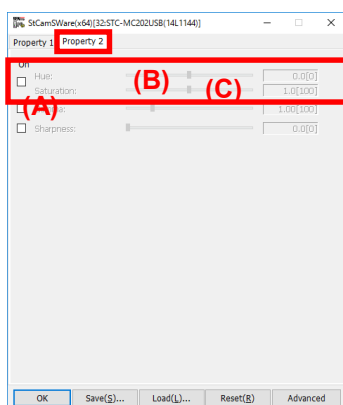 StCamSWare(x64)[32:STC-MC202USB(14L1144)]
Property 1 Property 2
On
Hue: (B) 0.0[0]
Saturation: (C) 1.0[100]
(A) 1.00[100]
Sharpness: 0.0[0]
OK Save(S)... Load(L)... Reset(R) Advanced